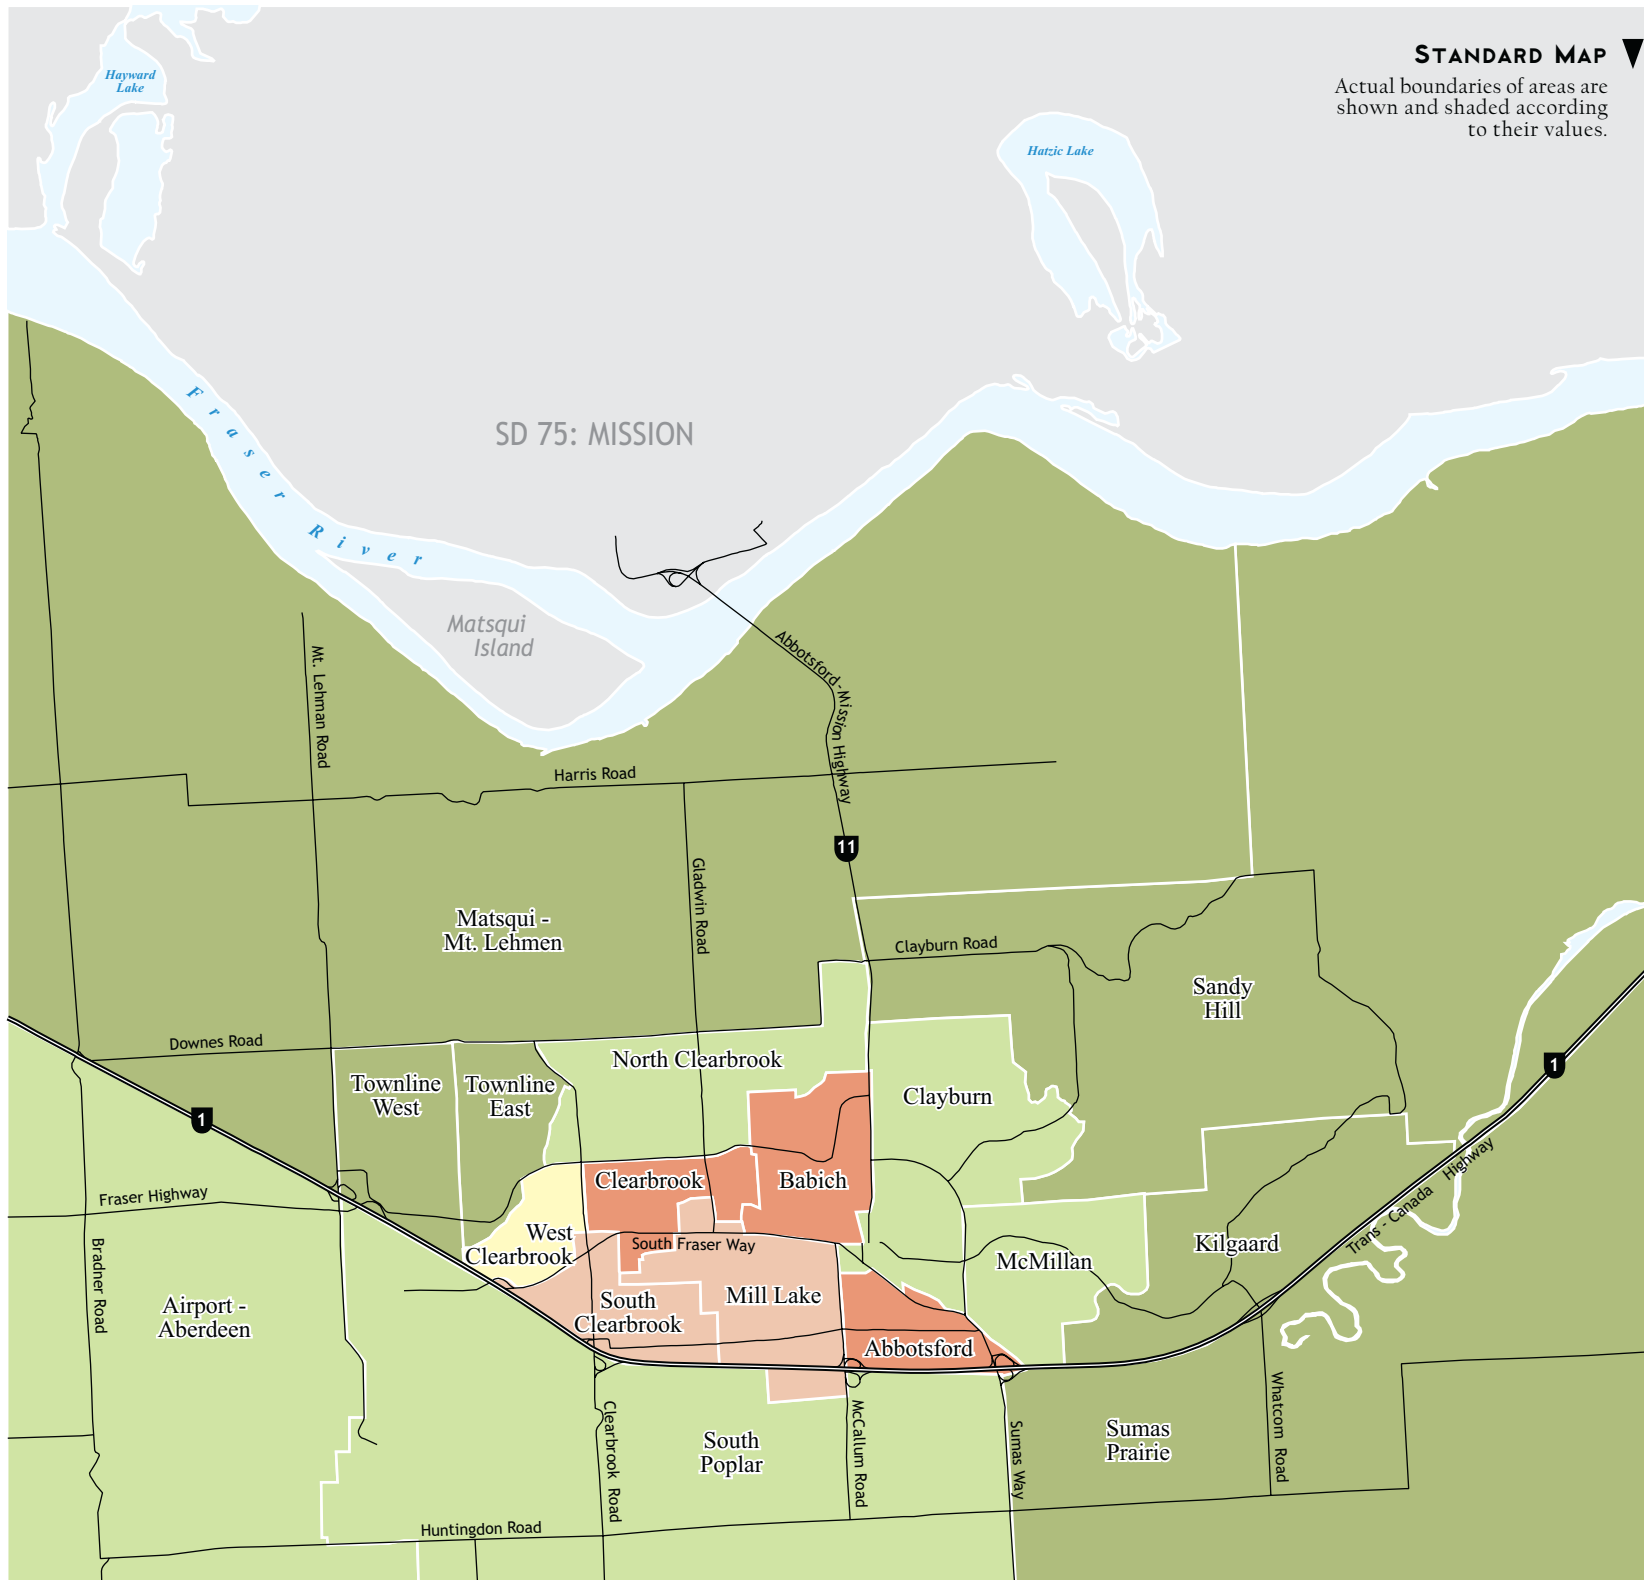 STANDARD MAP
Actual boundaries of areas are
shown and shaded according
to their values.
Hayward
Lake
Hatzic Lake
Fraser River
SD 75: MISSION
Matsqui
Island
Abbotsford-Mission Highway
Mt. Lehman Road
Harris Road
11
Gladwin Road
Matsqui -
Mt. Lehmen
Clayburn Road
Sandy
Hill
Downes Road
North Clearbrook
Townline
West
Townline
East
Clayburn
1
1
Trans - Canada Highway
Clearbrook
Babich
Fraser Highway
West
Clearbrook
South Fraser Way
Kilgaard
McMillan
Bradner Road
Airport -
Aberdeen
South
Clearbrook
Mill Lake
Abbotsford
Clearbrook Road
McCallum Road
Sumas Way
Whatcom Road
South
Poplar
Sumas
Prairie
Huntingdon Road